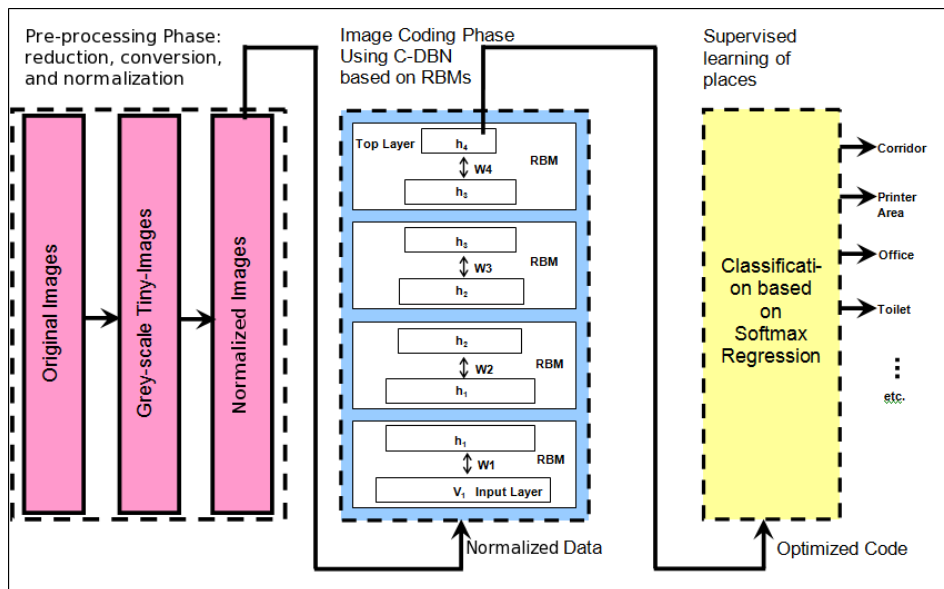 Pre-processing Phase:
reduction, conversion,
and normalization
Original Images
Grey-scale Tiny-Images
Normalized Images
Image Coding Phase
Using C-DBN
based on RBMs
Top Layer
h₄
W4
RBM
h₃
h₃
W3
RBM
h₂
h₂
W2
RBM
h₁
h₁
W1
RBM
V₁ Input Layer
Normalized Data
Supervised
learning of
places
Classificati-
on based
on
Softmax
Regression
Optimized Code
Corridor
Printer
Area
Office
Toilet
⋮
etc.